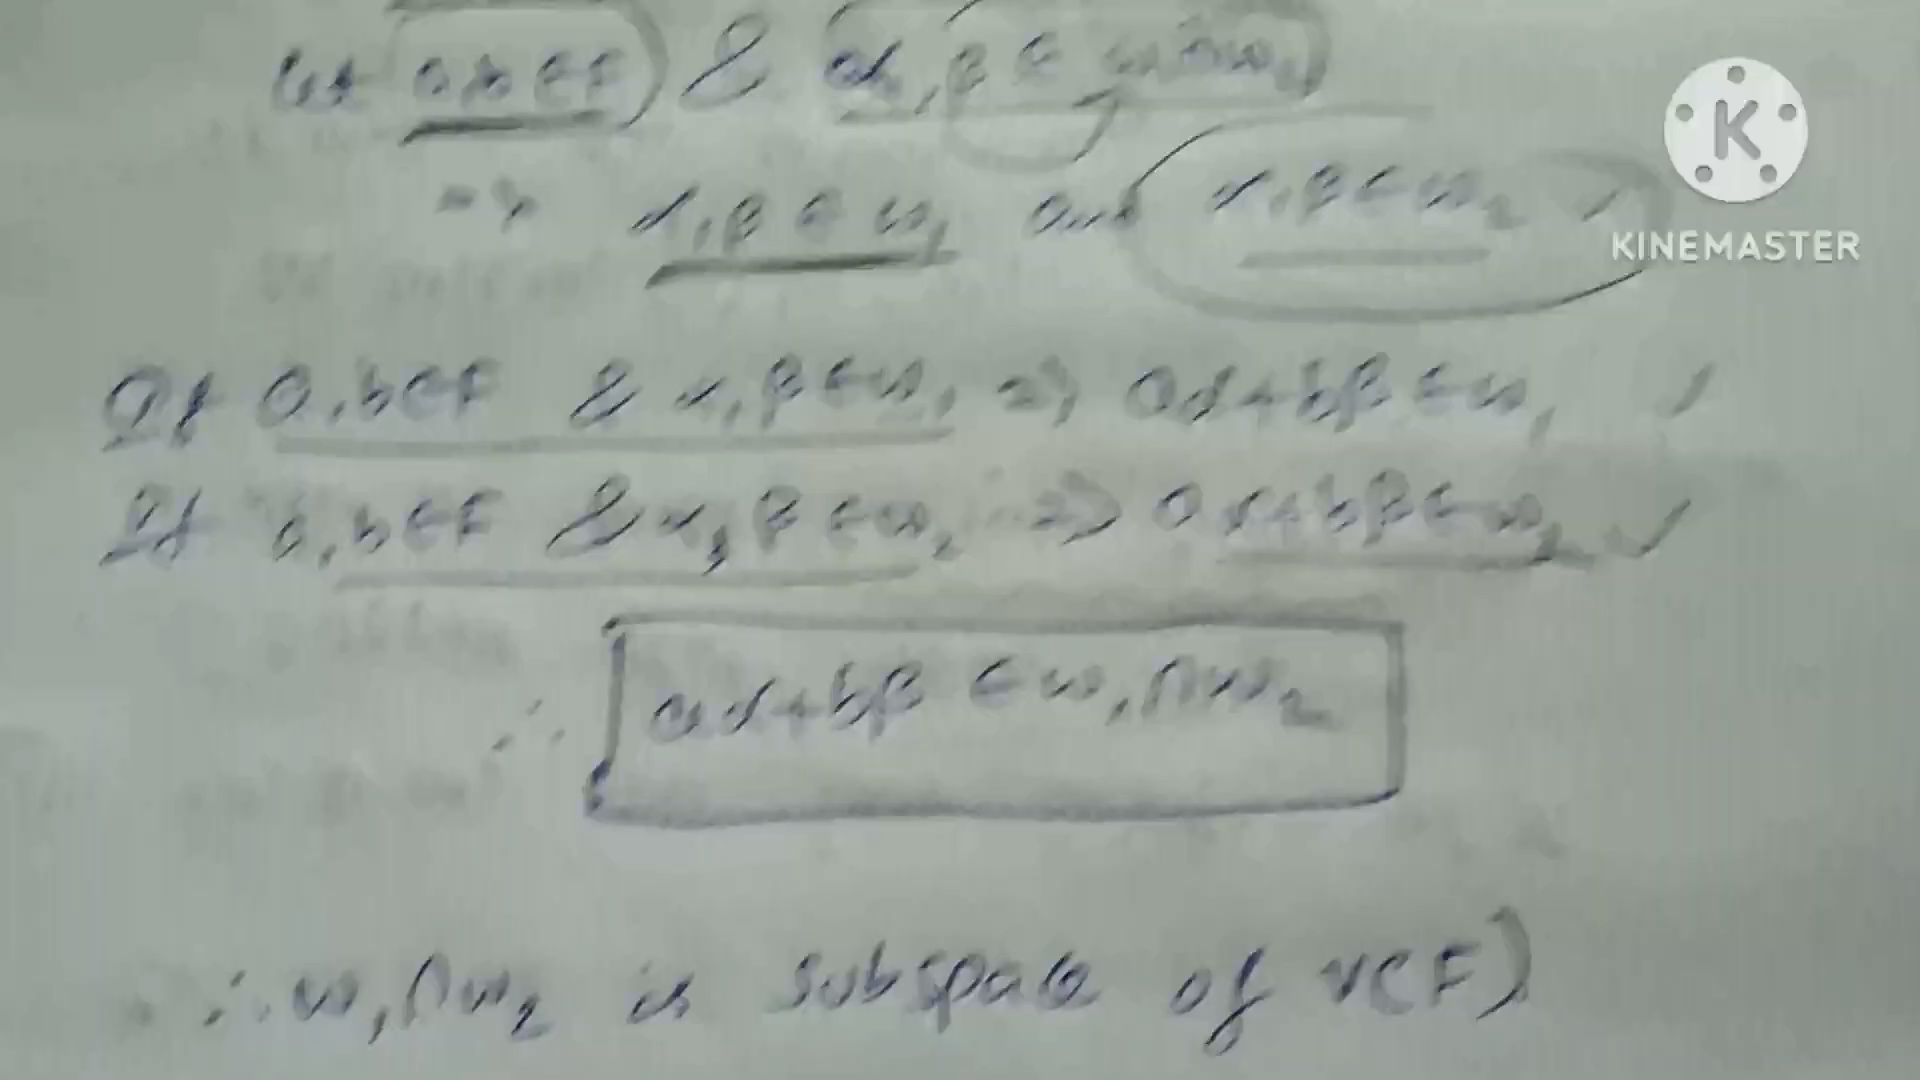 let a,b ∈ F & α, β ∈ w₁∩w₂
=> α, β ∈ w₁ and α, β ∈ w₂
If a, b ∈ F & α, β ∈ w₁ => aα+bβ ∈ w₁ ✓
If a, b ∈ F & α, β ∈ w₂ => aα+bβ ∈ w₂ ✓
∴ aα+bβ ∈ w₁∩w₂
∴ w₁∩w₂ is subspace of V(F)
K
KINEMASTER